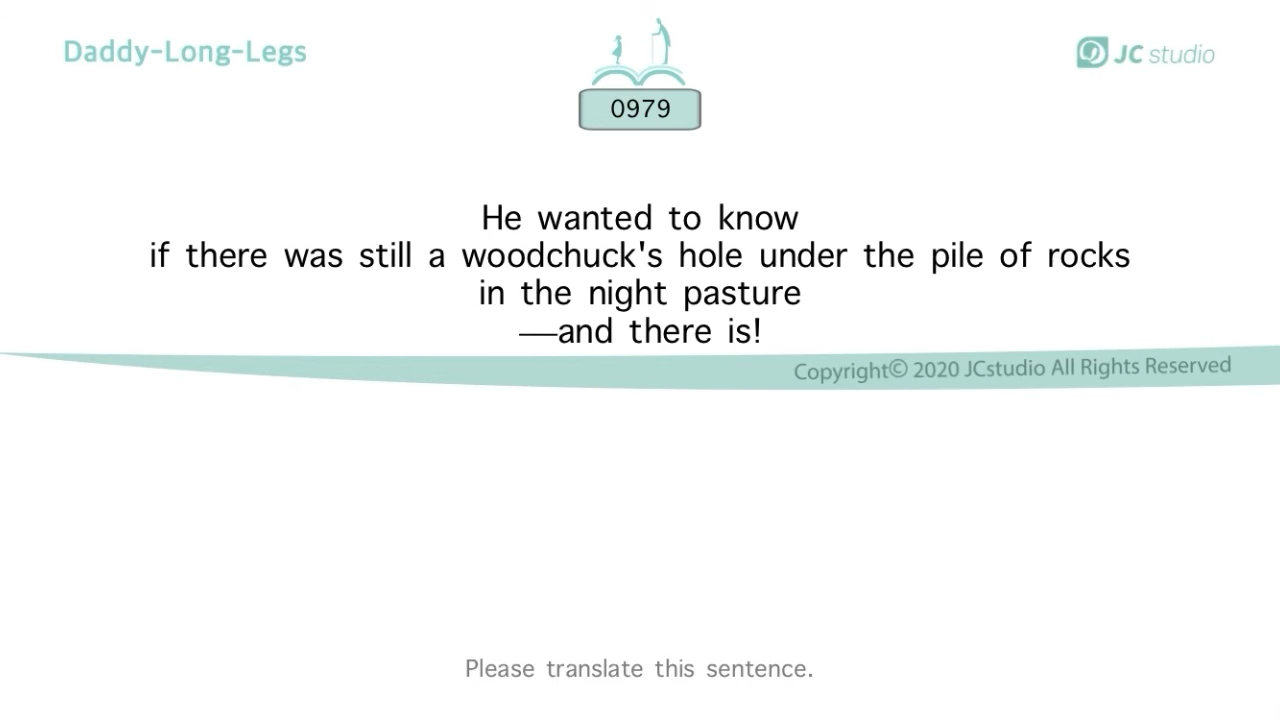 Daddy-Long-Legs
JC studio
0979
He wanted to know
if there was still a woodchuck's hole under the pile of rocks
in the night pasture
—and there is!
Copyright© 2020 JCstudio All Rights Reserved
Please translate this sentence.